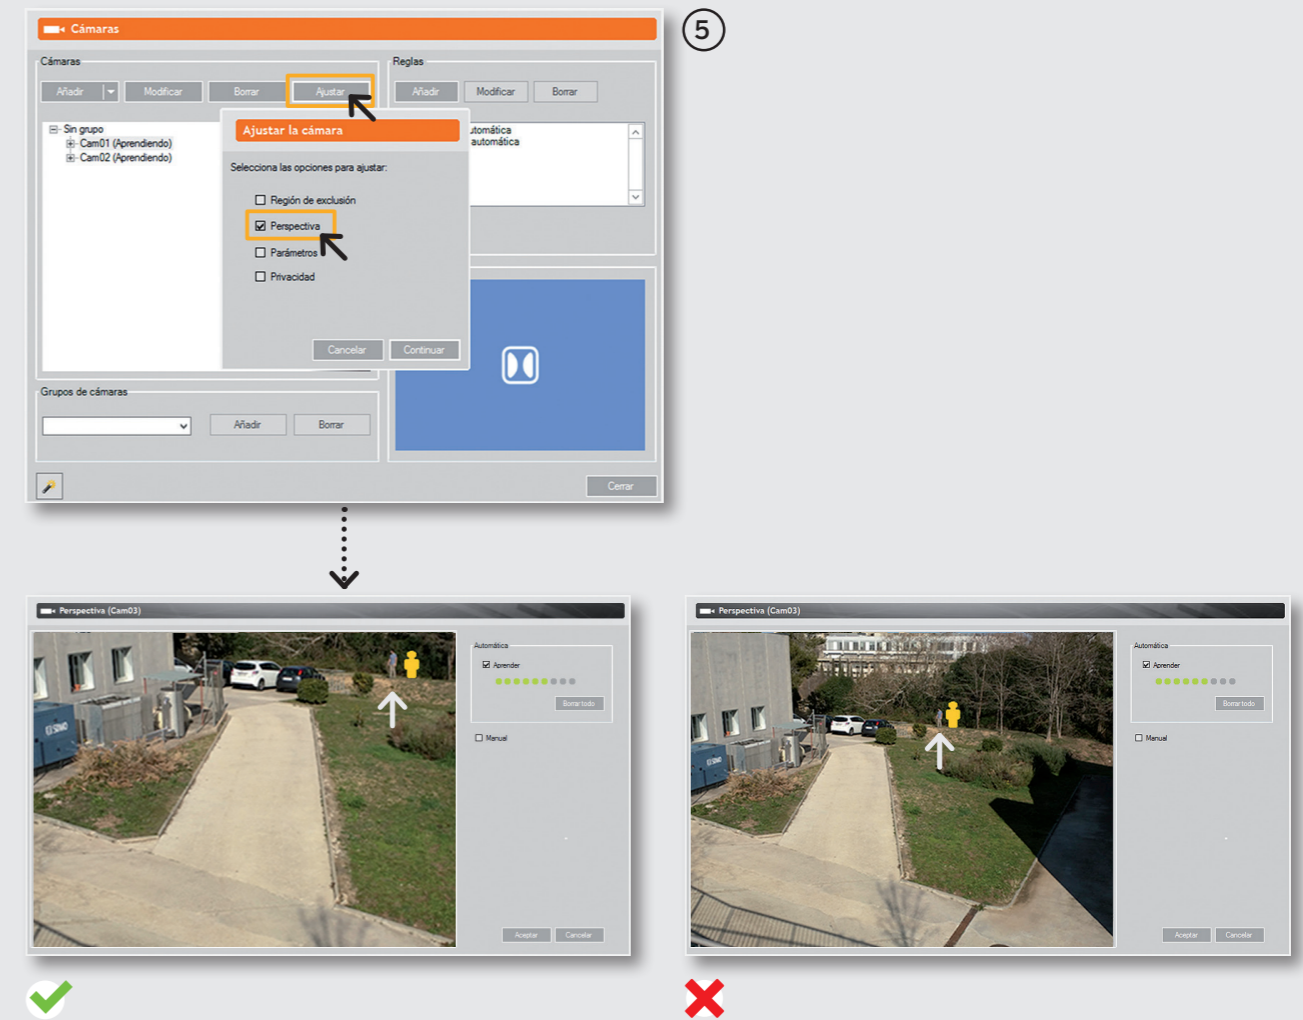 Cámaras
5
Cámaras
Añadir
Modificar
Borrar
Ajustar
Reglas
Añadir
Modificar
Borrar
Sin grupo
Cam01 (Aprendiendo)
Cam02 (Aprendiendo)
Ajustar la cámara
utomática
automática
Selecciona las opciones para ajustar:
Región de exclusión
Perspectiva
Parámetros
Privacidad
Cancelar
Continuar
Grupos de cámaras
Añadir
Borrar
Cerrar
Perspectiva (Cam03)
Automática
Aprender
Borrar todo
Manual
SDMO
Aceptar
Cancelar
Perspectiva (Cam03)
Automática
Aprender
Borrar todo
Manual
SDMO
Aceptar
Cancelar